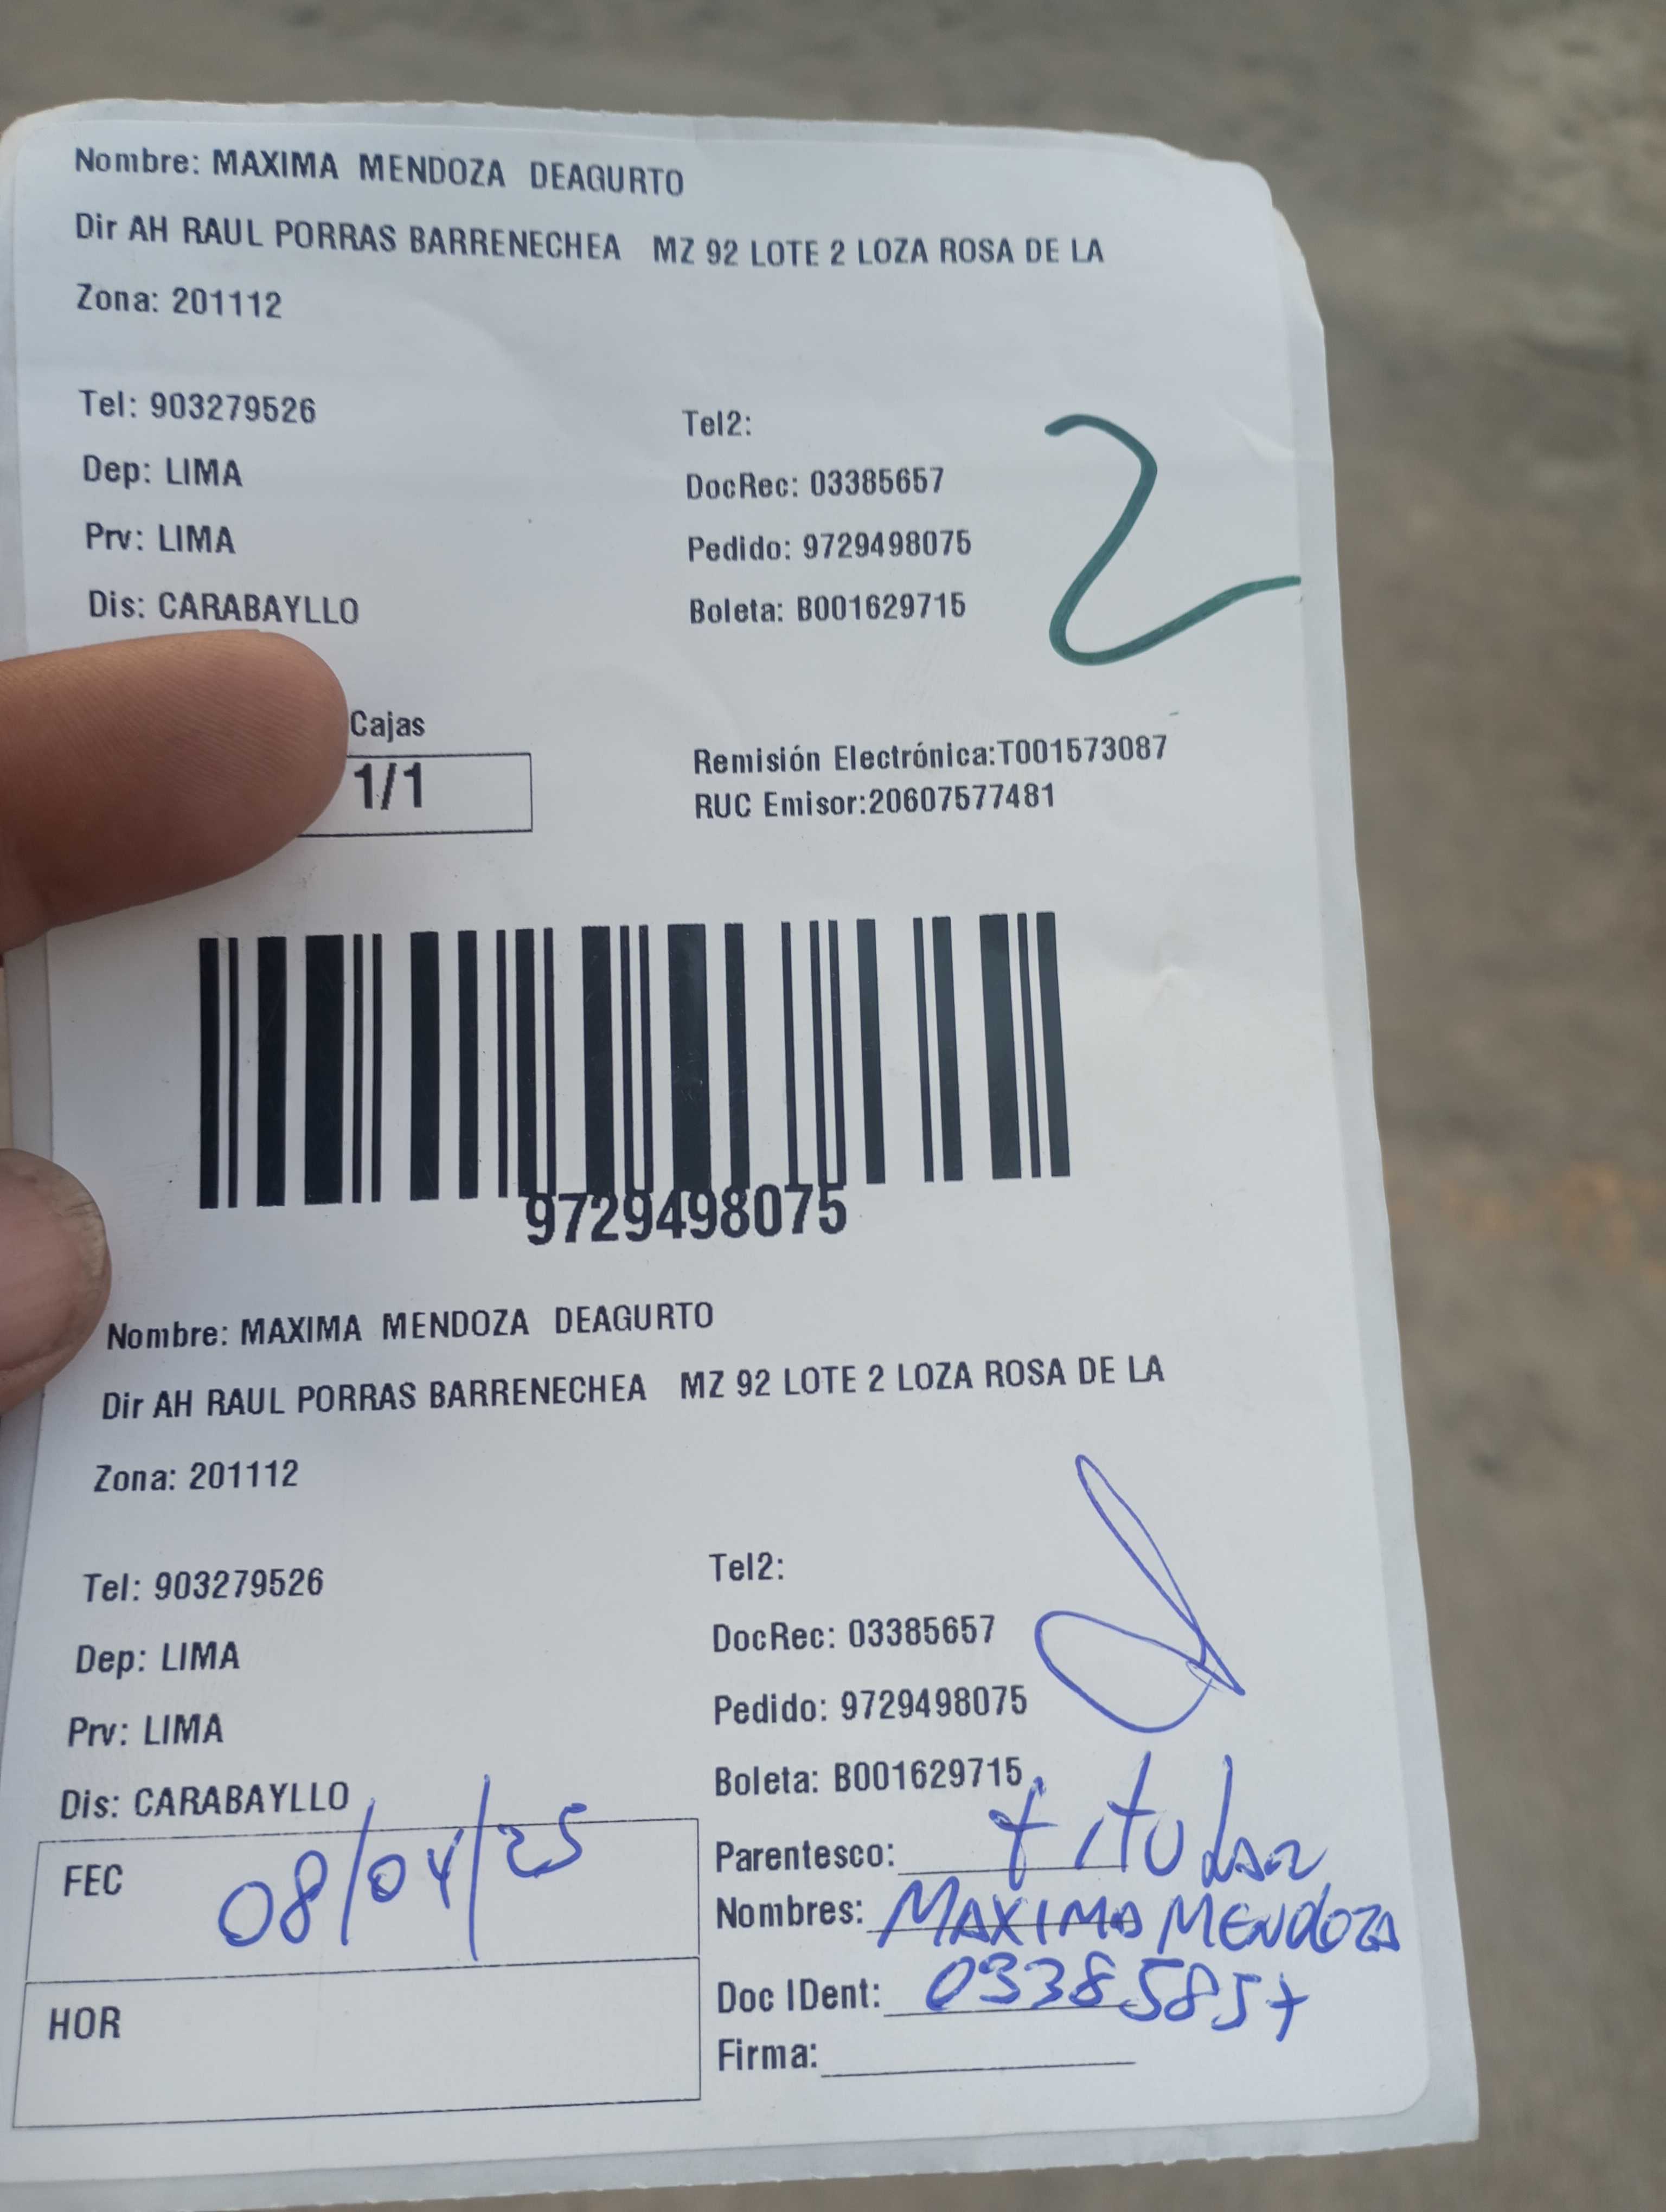 Nombre: MAXIMA MENDOZA DEAGURTO
Dir AH RAUL PORRAS BARRENECHEA MZ 92 LOTE 2 LOZA ROSA DE LA
Zona: 201112
Tel: 903279526
Tel2:
Dep: LIMA
DocRec: 03385657
Prv: LIMA
Pedido: 9729498075
Dis: CARABAYLLO
Boleta: B001629715
2
Cajas
1/1
Remisión Electrónica:T001573087
RUC Emisor:20607577481
9729498075
Nombre: MAXIMA MENDOZA DEAGURTO
Dir AH RAUL PORRAS BARRENECHEA MZ 92 LOTE 2 LOZA ROSA DE LA
Zona: 201112
Tel: 903279526
Tel2:
Dep: LIMA
DocRec: 03385657
Prv: LIMA
Pedido: 9729498075
Dis: CARABAYLLO
Boleta: B001629715
FEC 08/04/25
HOR
Parentesco: titular
Nombres: MAXIMA MENDOZA
Doc IDent: 03385857
Firma: